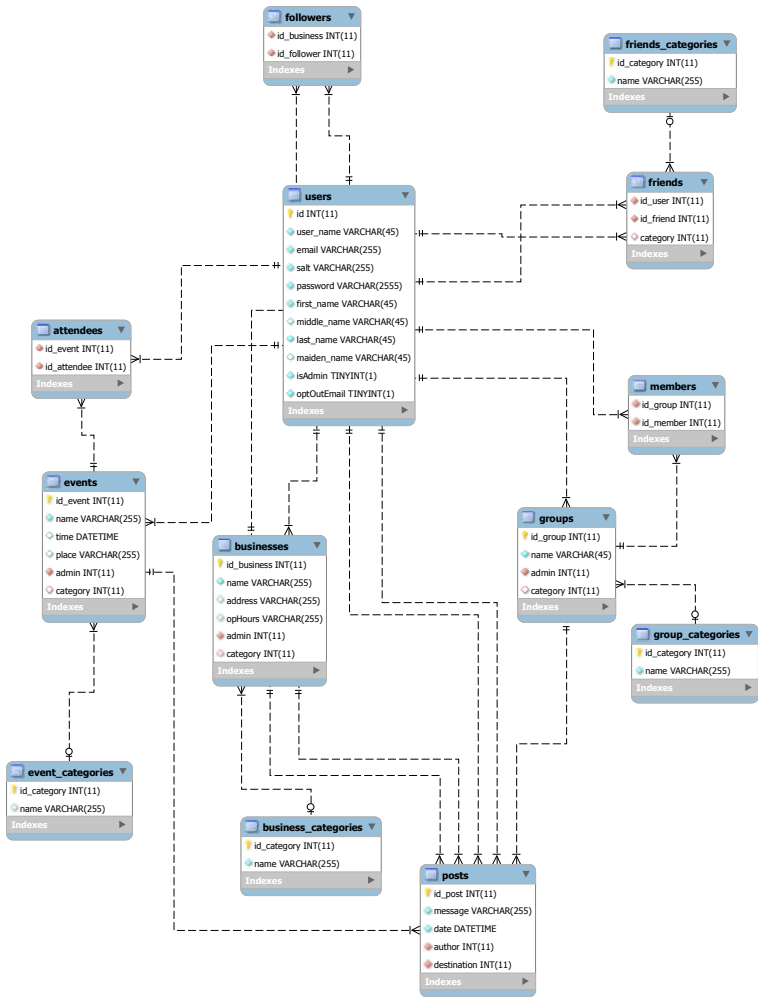 followers
id_business INT(11)
id_follower INT(11)
Indexes
friends_categories
id_category INT(11)
name VARCHAR(255)
Indexes
users
id INT(11)
user_name VARCHAR(45)
email VARCHAR(255)
salt VARCHAR(255)
password VARCHAR(2555)
first_name VARCHAR(45)
middle_name VARCHAR(45)
last_name VARCHAR(45)
maiden_name VARCHAR(45)
isAdmin TINYINT(1)
optOutEmail TINYINT(1)
Indexes
friends
id_user INT(11)
id_friend INT(11)
category INT(11)
Indexes
attendees
id_event INT(11)
id_attendee INT(11)
Indexes
members
id_group INT(11)
id_member INT(11)
Indexes
events
id_event INT(11)
name VARCHAR(255)
time DATETIME
place VARCHAR(255)
admin INT(11)
category INT(11)
Indexes
businesses
id_business INT(11)
name VARCHAR(255)
address VARCHAR(255)
opHours VARCHAR(255)
admin INT(11)
category INT(11)
Indexes
groups
id_group INT(11)
name VARCHAR(45)
admin INT(11)
category INT(11)
Indexes
group_categories
id_category INT(11)
name VARCHAR(255)
Indexes
event_categories
id_category INT(11)
name VARCHAR(255)
Indexes
business_categories
id_category INT(11)
name VARCHAR(255)
Indexes
posts
id_post INT(11)
message VARCHAR(255)
date DATETIME
author INT(11)
destination INT(11)
Indexes